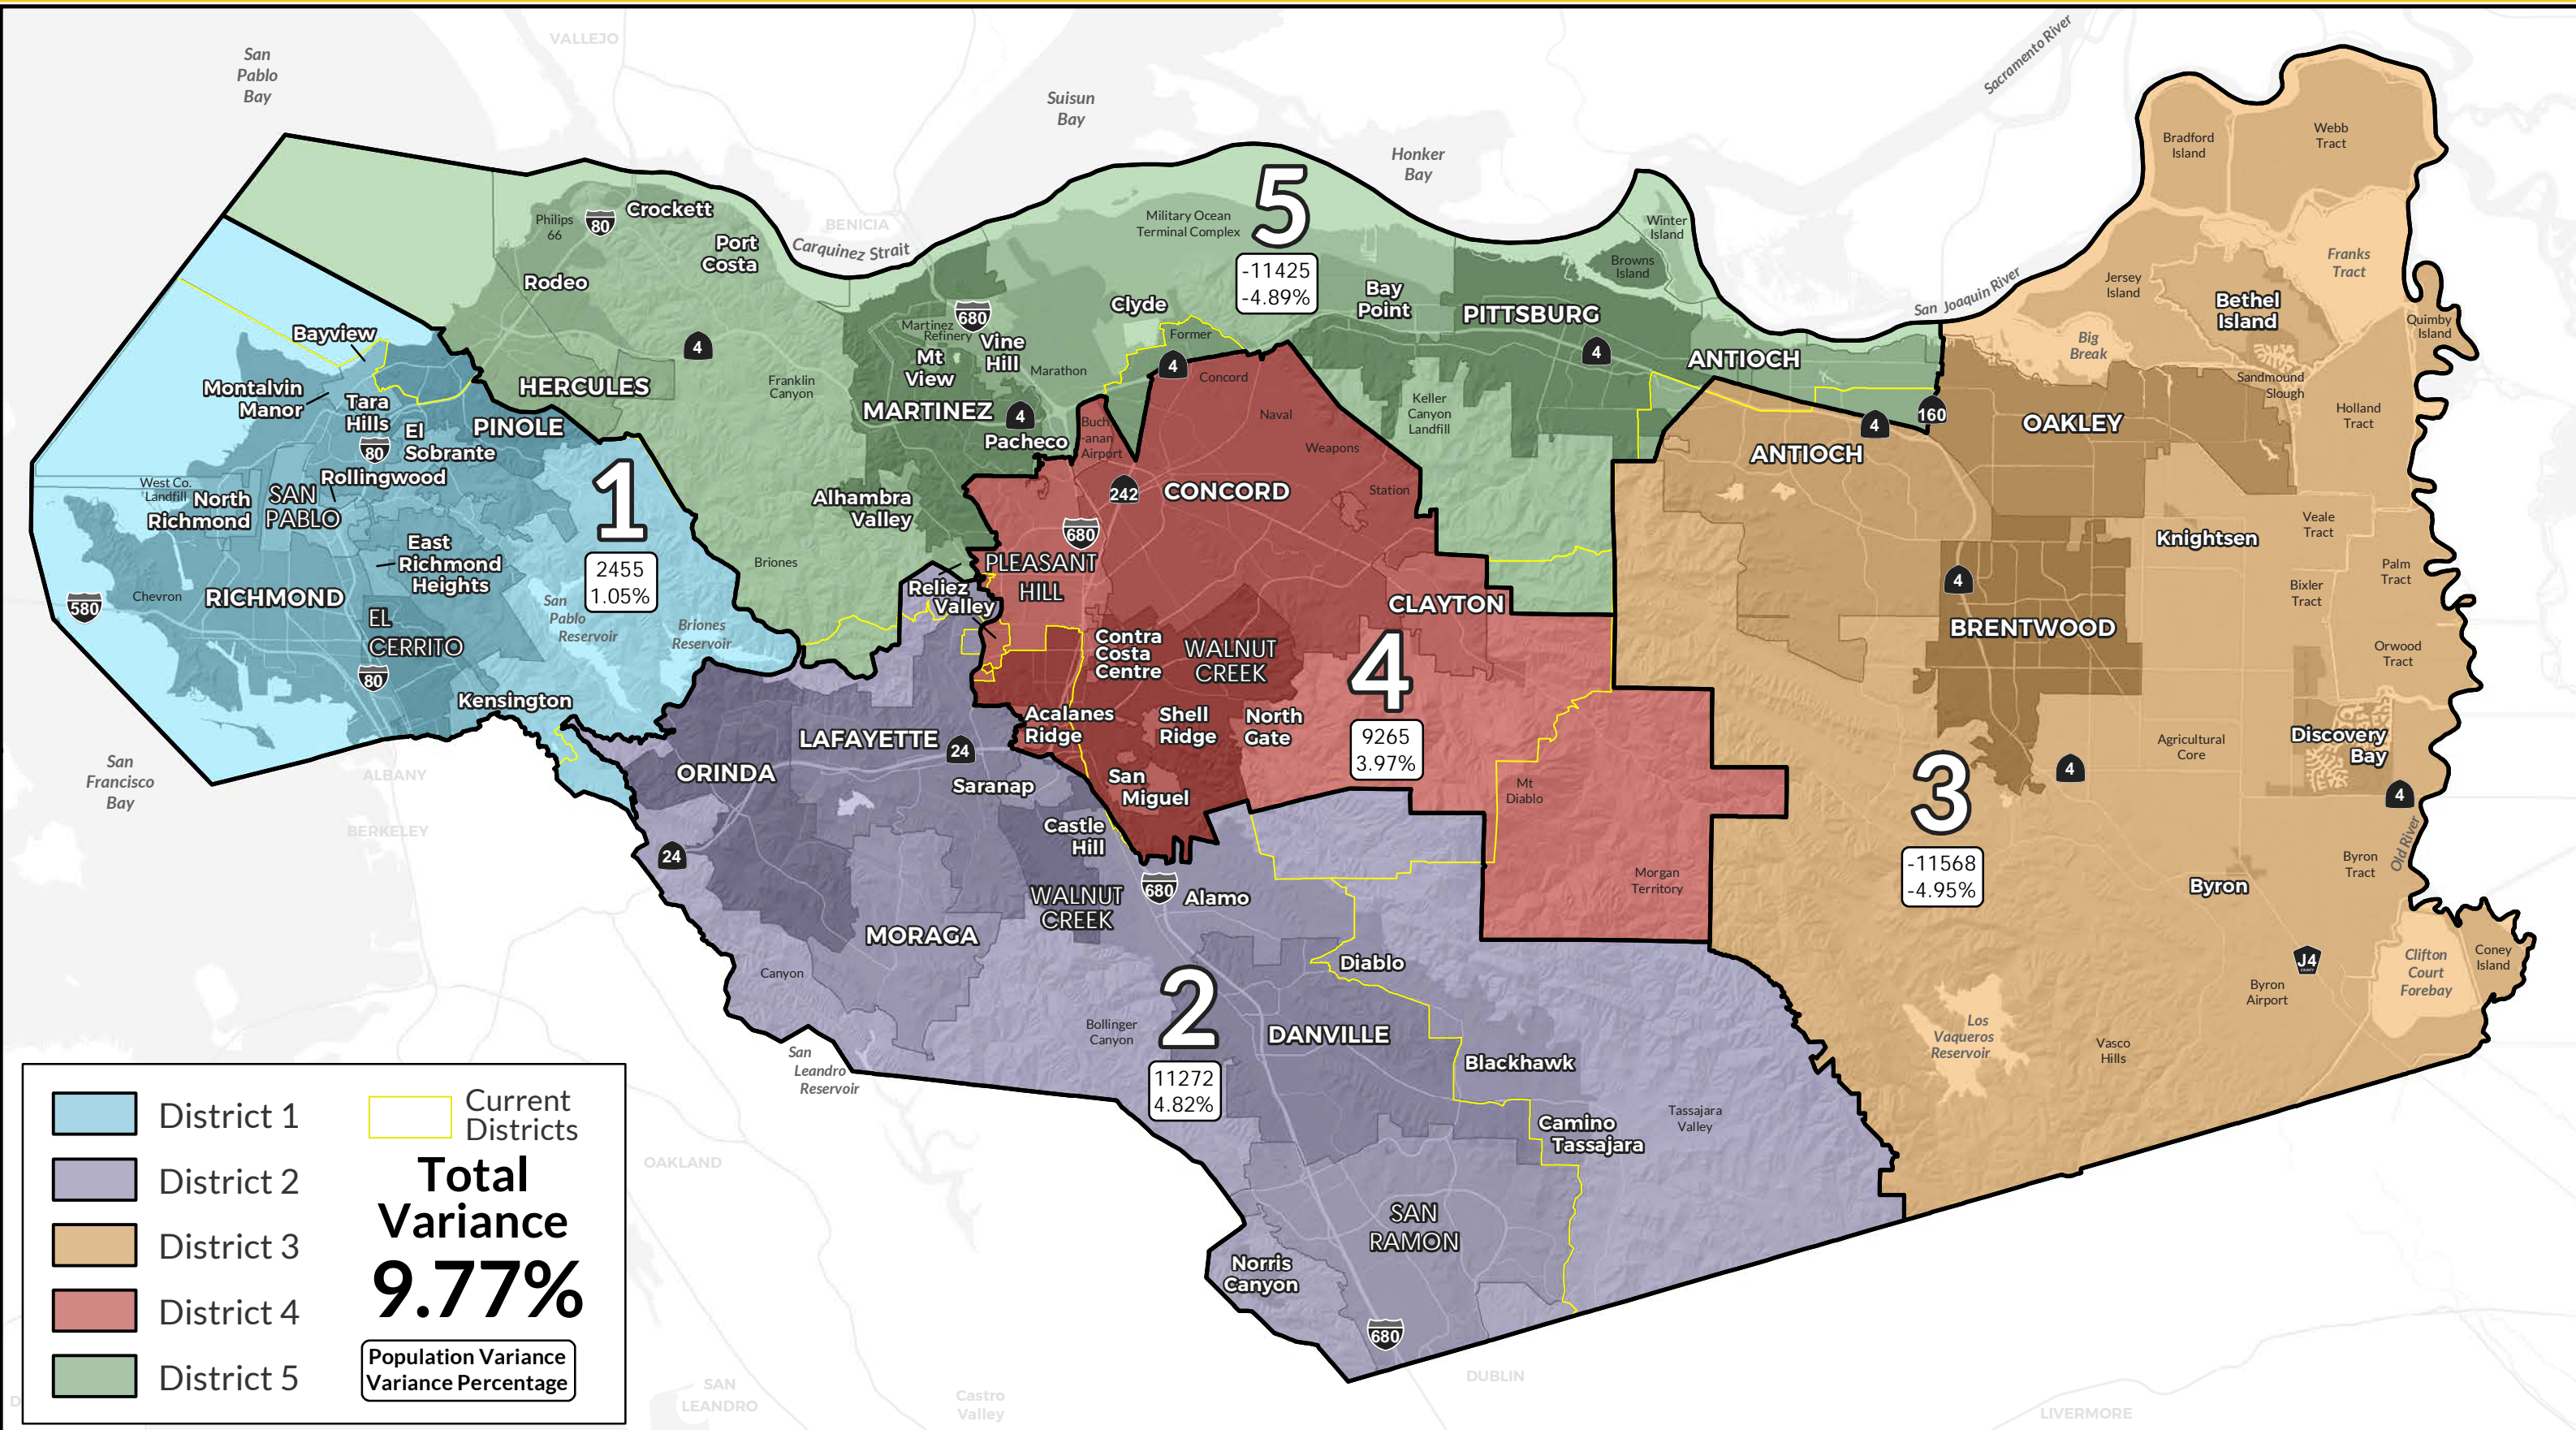 San
Pablo
Bay
VALLEJO
Suisun
Bay
Honker
Bay
Sacramento River
San Joaquin River
Carquinez Strait
BENICIA
Bradford
Island
Webb
Tract
Franks
Tract
Jersey
Island
Bethel
Island
Quimby
Island
Big
Break
Sandmound
Slough
Holland
Tract
5
-11425
-4.89%
Military Ocean
Terminal Complex
Winter
Island
Browns
Island
Philips
66
80
Crockett
Port
Costa
Rodeo
4
HERCULES
Franklin
Canyon
Martinez
Refinery
680
Mt
View
Vine
Hill
Marathon
MARTINEZ
4
Pacheco
Clyde
Former
4
Concord
Naval
Weapons
Station
Bay
Point
PITTSBURG
4
ANTIOCH
Keller
Canyon
Landfill
Buch
-anan
Airport
Alhambra
Valley
Briones
Bayview
Montalvin
Manor
Tara
Hills
80
El
Sobrante
PINOLE
Rollingwood
West Co.
Landfill
North
Richmond
SAN
PABLO
East
Richmond
Heights
1
2455
1.05%
580
Chevron
RICHMOND
EL
CERRITO
80
Kensington
San
Pablo
Reservoir
Briones
Reservoir
San
Francisco
Bay
ALBANY
BERKELEY
242
CONCORD
680
PLEASANT
HILL
Reliez
Valley
CLAYTON
Contra
Costa
Centre
WALNUT
CREEK
4
9265
3.97%
Acalanes
Ridge
Shell
Ridge
North
Gate
San
Miguel
Mt
Diablo
Morgan
Territory
160
4
ANTIOCH
OAKLEY
Knightsen
Veale
Tract
Palm
Tract
Bixler
Tract
4
BRENTWOOD
Orwood
Tract
Agricultural
Core
Discovery
Bay
4
4
3
-11568
-4.95%
Old River
Byron
Tract
Byron
J4
Byron
Airport
Clifton
Court
Forebay
Coney
Island
Los
Vaqueros
Reservoir
Vasco
Hills
LAFAYETTE
24
ORINDA
Saranap
Castle
Hill
24
WALNUT
CREEK
680
Alamo
MORAGA
Canyon
Diablo
2
11272
4.82%
Bollinger
Canyon
DANVILLE
Blackhawk
San
Leandro
Reservoir
Camino
Tassajara
Tassajara
Valley
SAN
RAMON
Norris
Canyon
680
OAKLAND
SAN
LEANDRO
Castro
Valley
DUBLIN
LIVERMORE
District 1
District 2
District 3
District 4
District 5
Current
Districts
Total
Variance
9.77%
Population Variance
Variance Percentage